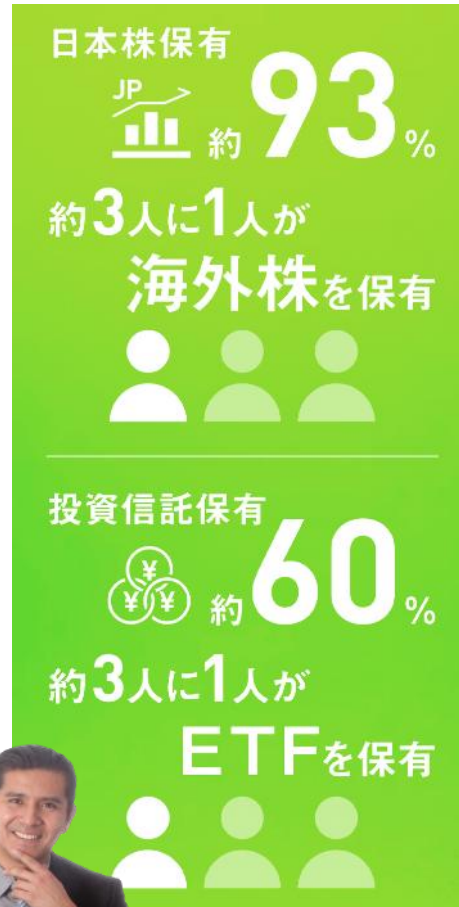 日本株保有
JP
約93%
約3人に1人が
海外株を保有
投資信託保有
¥
¥ ¥
約60%
約3人に1人が
ETFを保有